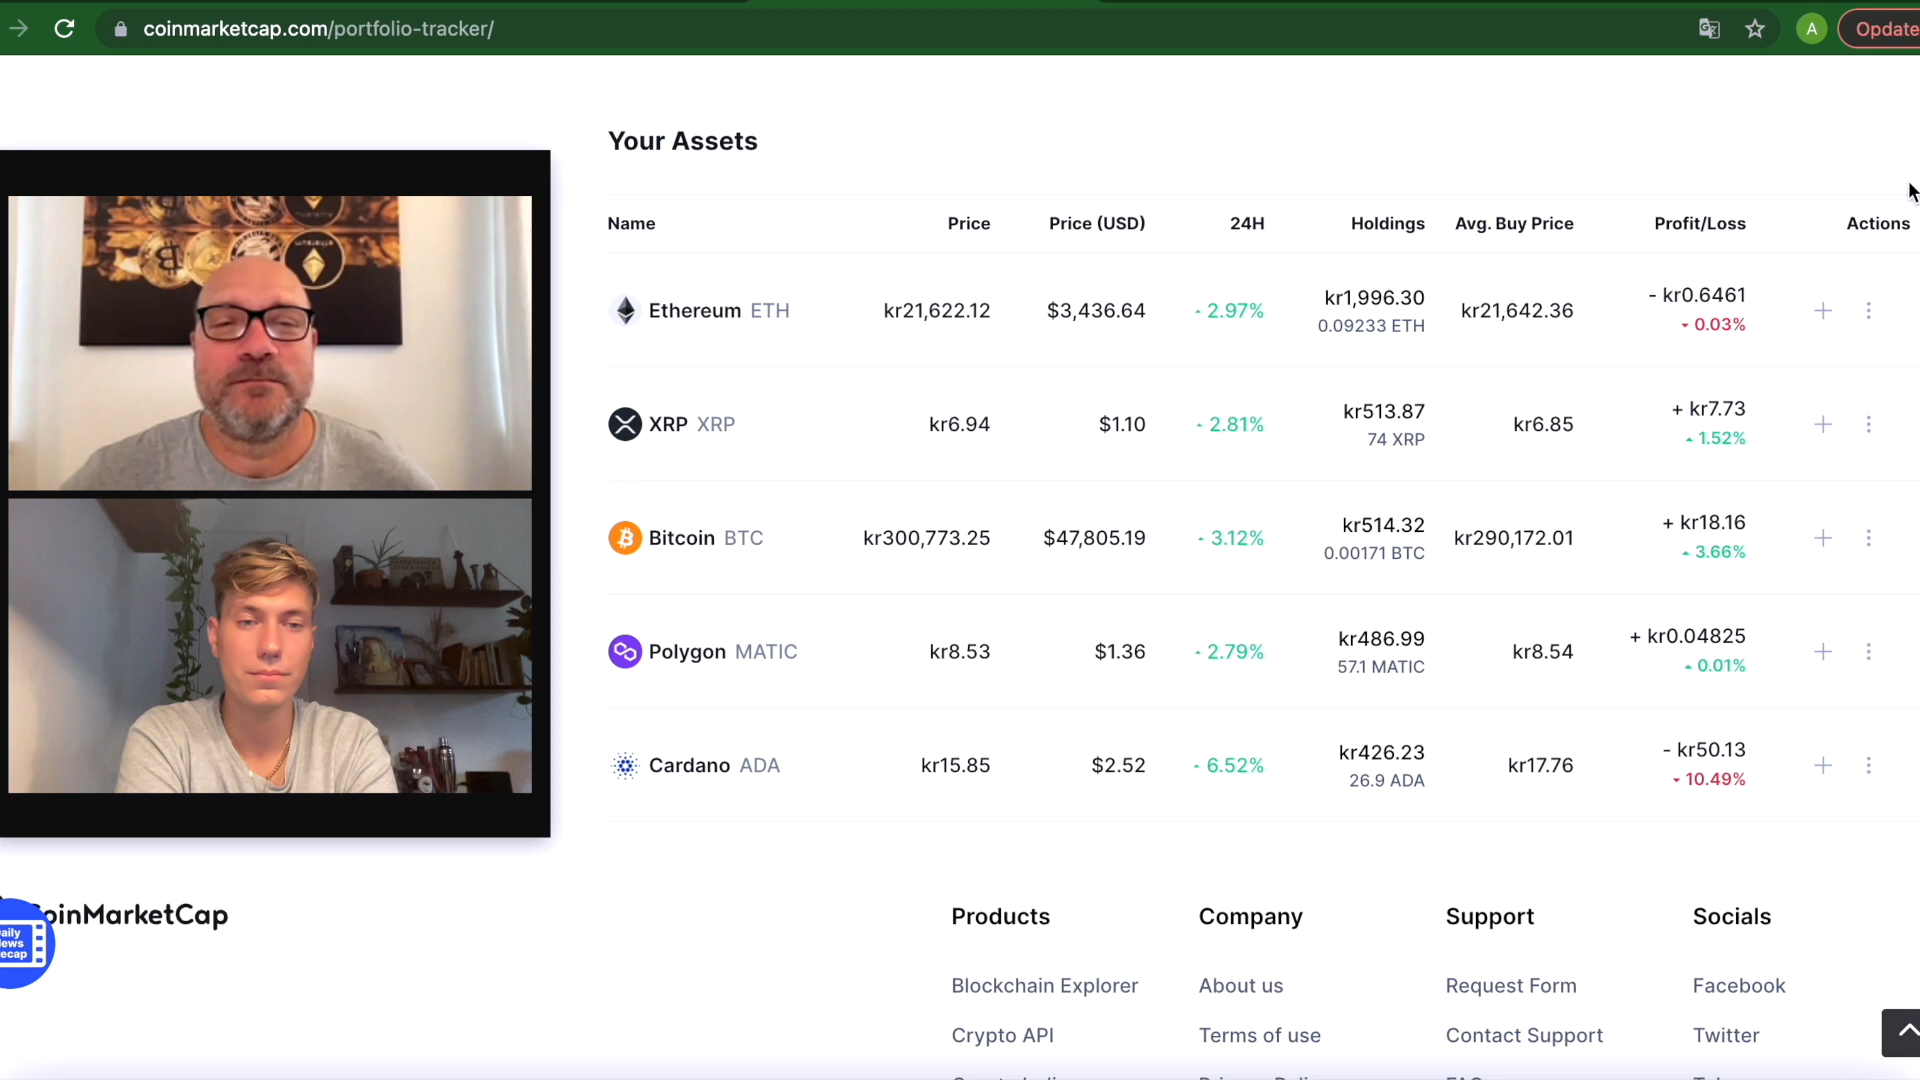 coinmarketcap.com/portfolio-tracker/
A
Opdate
Your Assets
Name Price Price (USD) 24H Holdings Avg. Buy Price Profit/Loss Actions
Ethereum ETH kr21,622.12 $3,436.64 2.97% kr1,996.30 kr21,642.36 - kr0.6461
0.09233 ETH 0.03%
XRP XRP kr6.94 $1.10 2.81% kr513.87 kr6.85 + kr7.73
74 XRP 1.52%
Bitcoin BTC kr300,773.25 $47,805.19 3.12% kr514.32 kr290,172.01 + kr18.16
0.00171 BTC 3.66%
Polygon MATIC kr8.53 $1.36 2.79% kr486.99 kr8.54 + kr0.04825
57.1 MATIC 0.01%
Cardano ADA kr15.85 $2.52 6.52% kr426.23 kr17.76 - kr50.13
26.9 ADA 10.49%
oinMarketCap
aily
ews
ecap
Products Company Support Socials
Blockchain Explorer About us Request Form Facebook
Crypto API Terms of use Contact Support Twitter